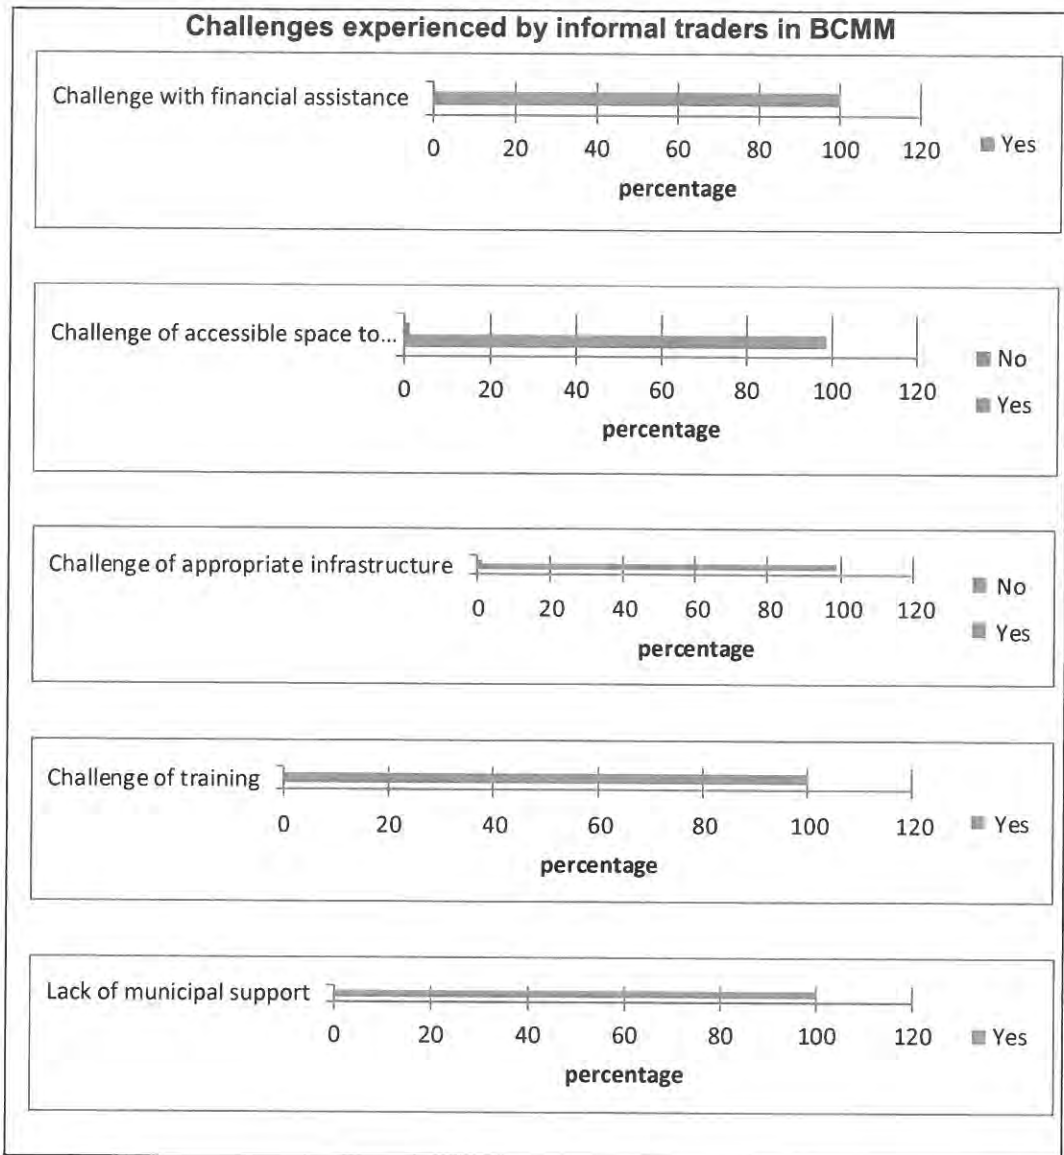 Challenges experienced by informal traders in BCMM
Challenge with financial assistance
0 20 40 60 80 100 120
Yes
percentage
Challenge of accessible space to...
0 20 40 60 80 100 120
No
Yes
percentage
Challenge of appropriate infrastructure
0 20 40 60 80 100 120
No
Yes
percentage
Challenge of training
0 20 40 60 80 100 120
Yes
percentage
Lack of municipal support
0 20 40 60 80 100 120
Yes
percentage